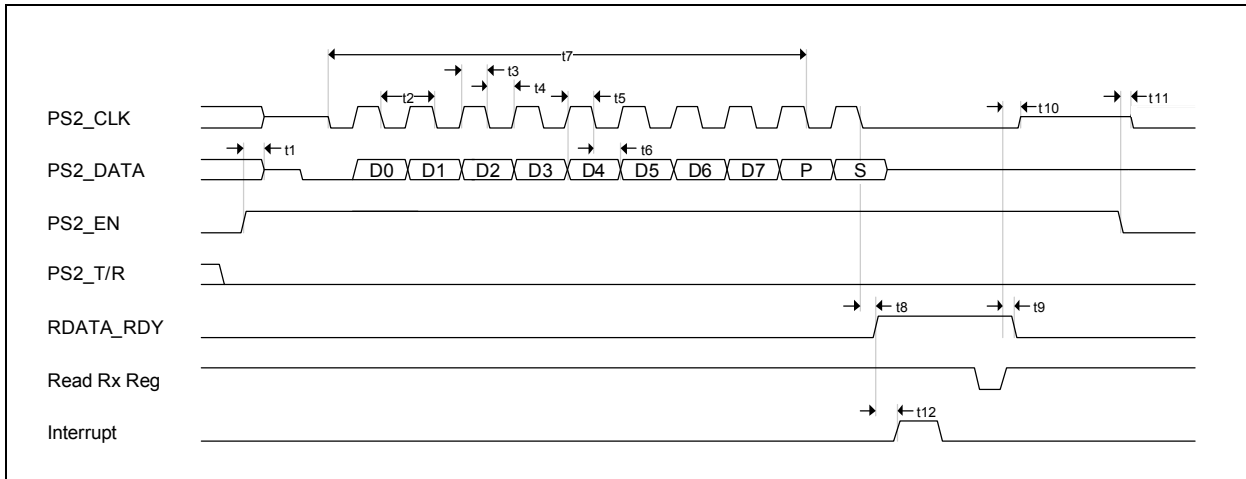 t7
t3
t2
t4
t5
t10
t11
PS2_CLK
t1
t6
PS2_DATA
D0 D1 D2 D3 D4 D5 D6 D7 P S
PS2_EN
PS2_T/R
t8
t9
RDATA_RDY
Read Rx Reg
t12
Interrupt